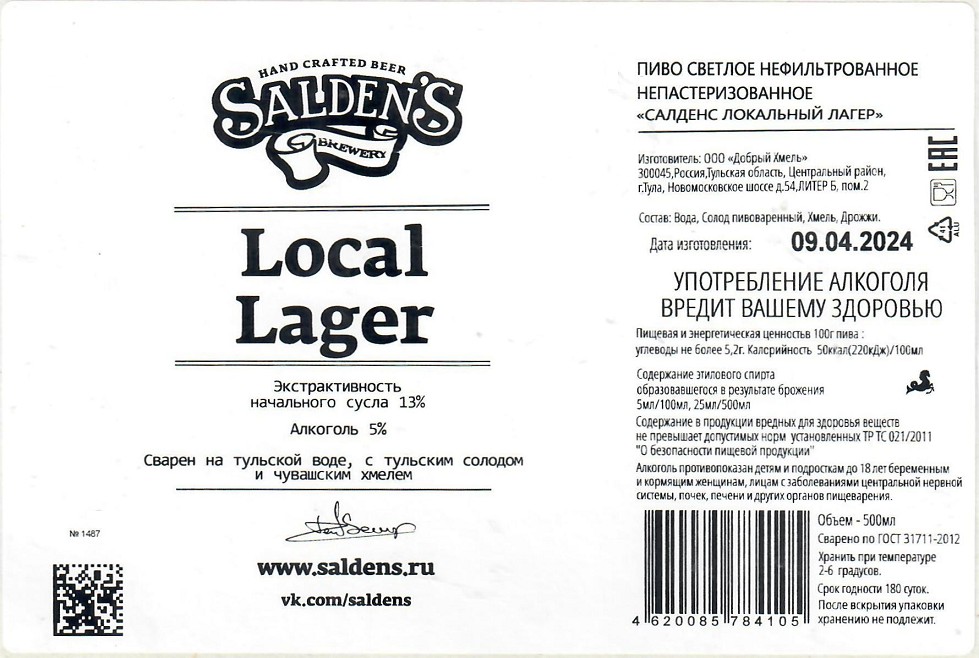 HAND CRAFTED BEER
SALDEN'S
BREWERY
Local
Lager
Экстрактивность
начального сусла 13%
Алкоголь 5%
Сварен на тульской воде, с тульским солодом
и чувашским хмелем
№ 1487
www.saldens.ru
vk.com/saldens
ПИВО СВЕТЛОЕ НЕФИЛЬТРОВАННОЕ
НЕПАСТЕРИЗОВАННОЕ
«САЛДЕНС ЛОКАЛЬНЫЙ ЛАГЕР»
EAC
Изготовитель: ООО «Добрый Хмель»
300045,Россия,Тульская область, Центральный район,
г.Тула, Новомосковское шоссе д.54,ЛИТЕР Б, пом.2
Состав: Вода, Солод пивоваренный, Хмель, Дрожжи.
41
ALU
Дата изготовления: 09.04.2024
УПОТРЕБЛЕНИЕ АЛКОГОЛЯ
ВРЕДИТ ВАШЕМУ ЗДОРОВЬЮ
Пищевая и энергетическая ценностьв 100г пива :
углеводы не более 5,2г. Калорийность 50ккал(220кДж)/100мл
Содержание этилового спирта
образовавшегося в результате брожения
5мл/100мл, 25мл/500мл
Содержание в продукции вредных для здоровья веществ
не превышает допустимых норм установленных ТР ТС 021/2011
"О безопасности пищевой продукции"
Алкоголь противопоказан детям и подросткам до 18 лет беременным
и кормящим женщинам, лицам с заболеваниями центральной нервной
системы, почек, печени и других органов пищеварения.
Объем - 500мл
Сварено по ГОСТ 31711-2012
Хранить при температуре
2-6 градусов.
Срок годности 180 суток.
После вскрытия упаковки
хранению не подлежит.
4 620085 784105